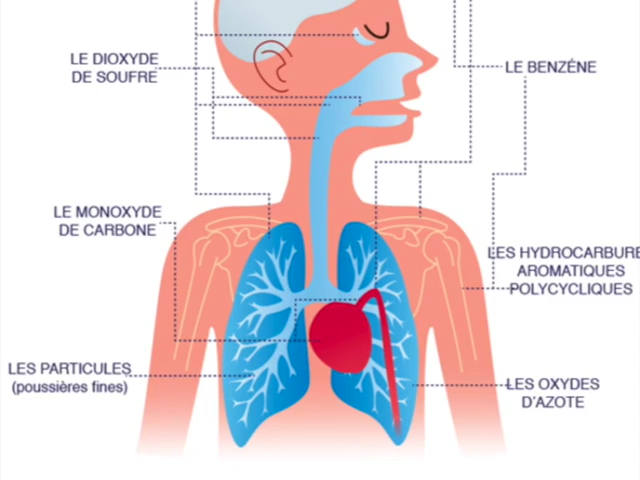 LE DIOXYDE
DE SOUFRE
LE BENZÉNE
LE MONOXYDE
DE CARBONE
LES HYDROCARBURE
AROMATIQUES
POLYCYCLIQUES
LES PARTICULES
(poussières fines)
LES OXYDES
D'AZOTE